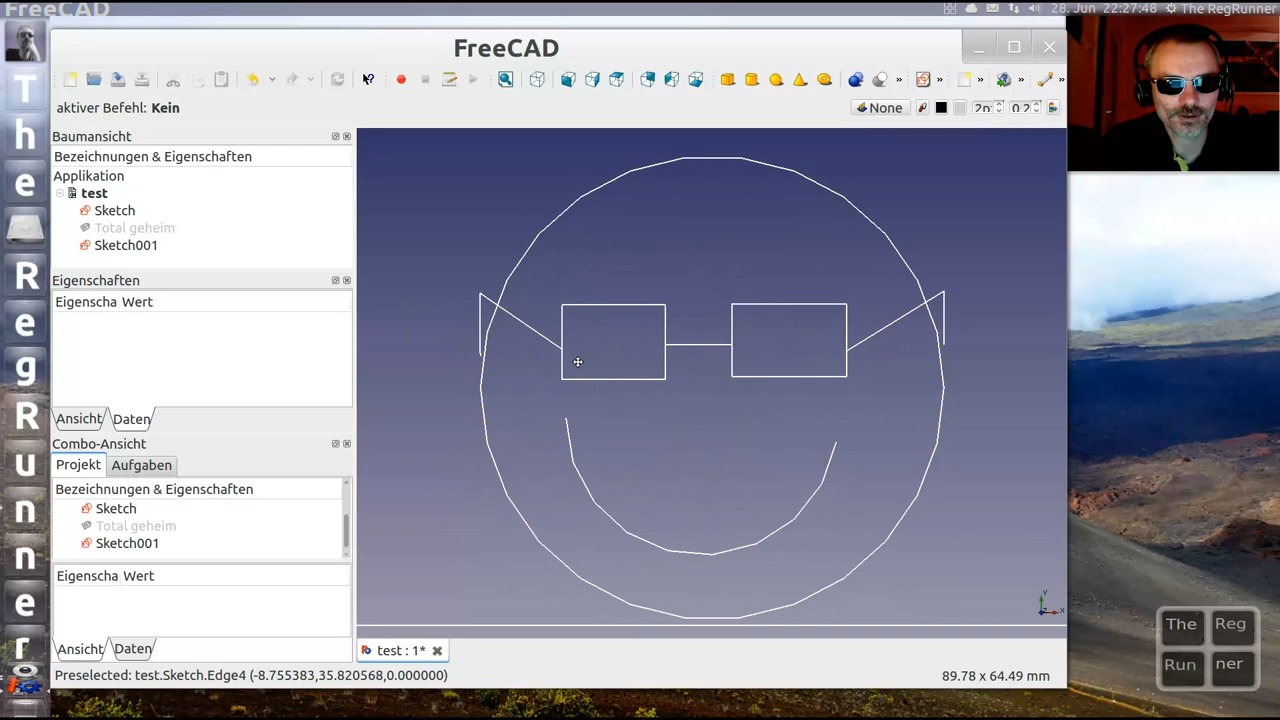 FreeCAD
28. Jun, 22:27:48 The RegRunner
FreeCAD
aktiver Befehl: Kein
None
2p
0.2
Baumansicht
Bezeichnungen & Eigenschaften
Applikation
test
Sketch
Total geheim
Sketch001
Eigenschaften
Eigenscha Wert
Ansicht
Daten
Combo-Ansicht
Projekt
Aufgaben
Bezeichnungen & Eigenschaften
Sketch
Total geheim
Sketch001
Eigenscha Wert
Ansicht
Daten
test : 1*
Y
X
Preselected: test.Sketch.Edge4 (-8.755383,35.820568,0.000000)
89.78 x 64.49 mm
T
h
e
R
e
g
R
u
n
n
e
r
The
Reg
Run
ner